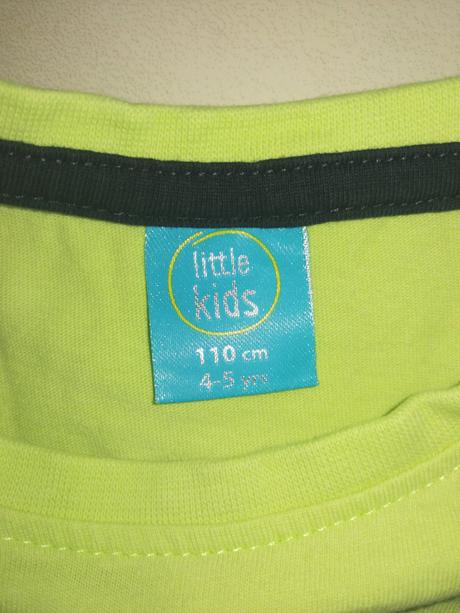 little
kids
110 cm
4-5 yrs